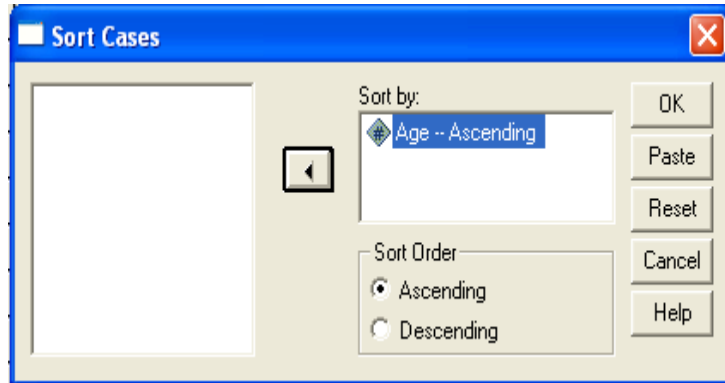 Sort Cases
Sort by:
# Age -- Ascending
Sort Order
Ascending
Descending
OK
Paste
Reset
Cancel
Help